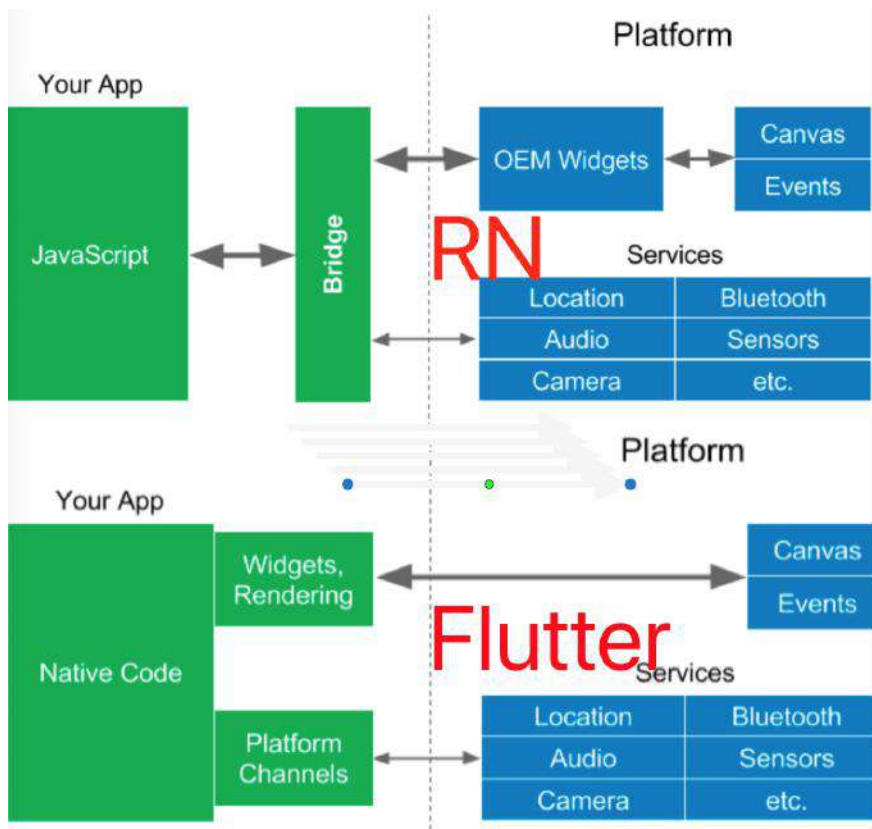 Platform
Your App
JavaScript
Bridge
OEM Widgets
Canvas
Events
RN
Services
Location Bluetooth
Audio Sensors
Camera etc.
Platform
Your App
Native Code
Widgets,
Rendering
Canvas
Events
Flutter
Services
Platform
Channels
Location Bluetooth
Audio Sensors
Camera etc.